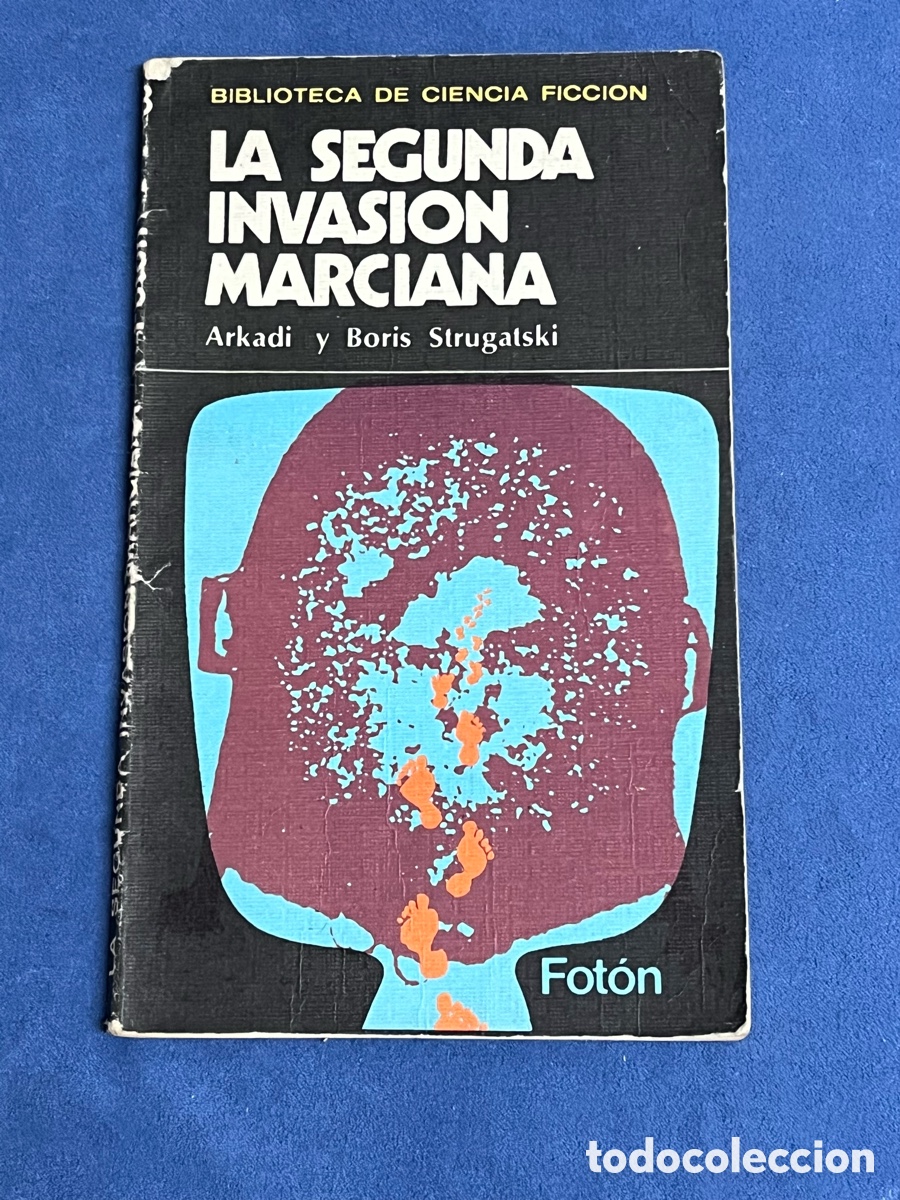 BIBLIOTECA DE CIENCIA FICCION
LA SEGUNDA
INVASION
MARCIANA
Arkadi y Boris Strugatski
Fotón
todocoleccion